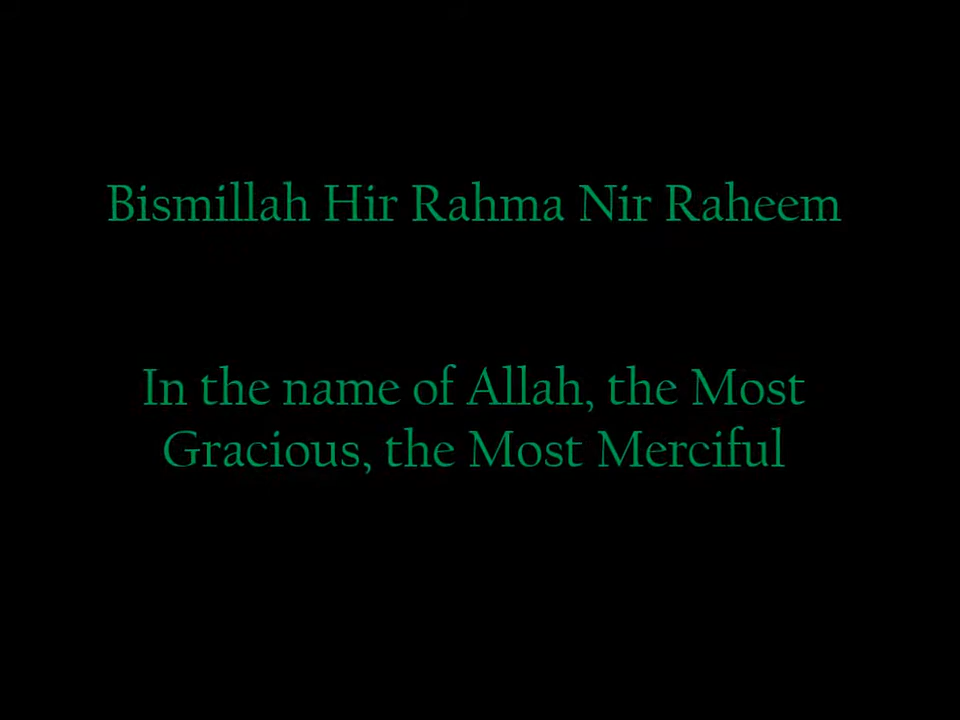 Bismillah Hir Rahma Nir Raheem
In the name of Allah, the Most
Gracious, the Most Merciful